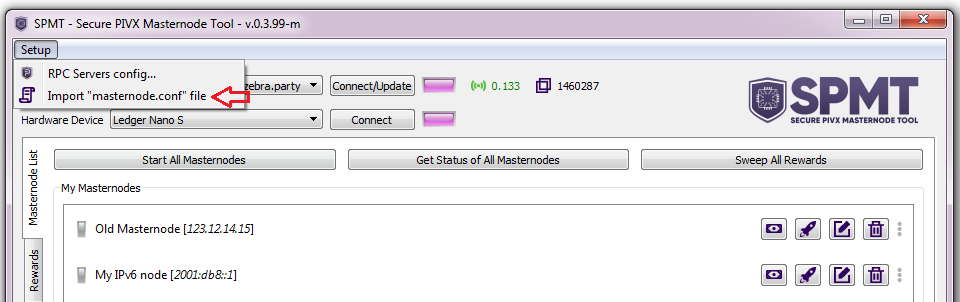 SPMT - Secure PIVX Masternode Tool - v.0.3.99-m
Setup
RPC Servers config...
Import "masternode.conf" file
zebra.party
Connect/Update
0.133
1460287
Hardware Device
Ledger Nano S
Connect
SPMT
SECURE PIVX MASTERNODE TOOL
Masternode List
Rewards
Start All Masternodes
Get Status of All Masternodes
Sweep All Rewards
My Masternodes
Old Masternode [123.12.14.15]
My IPv6 node [2001:db8::1]